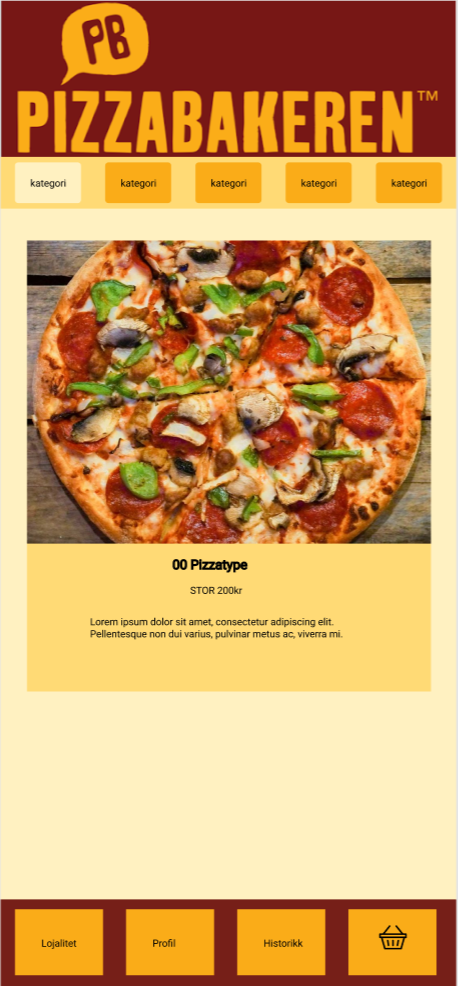 PB
PIZZABAKEREN™
kategori kategori kategori kategori kategori
00 Pizzatype
STOR 200kr
Lorem ipsum dolor sit amet, consectetur adipiscing elit.
Pellentesque non dui varius, pulvinar metus ac, viverra mi.
Lojalitet Profil Historikk